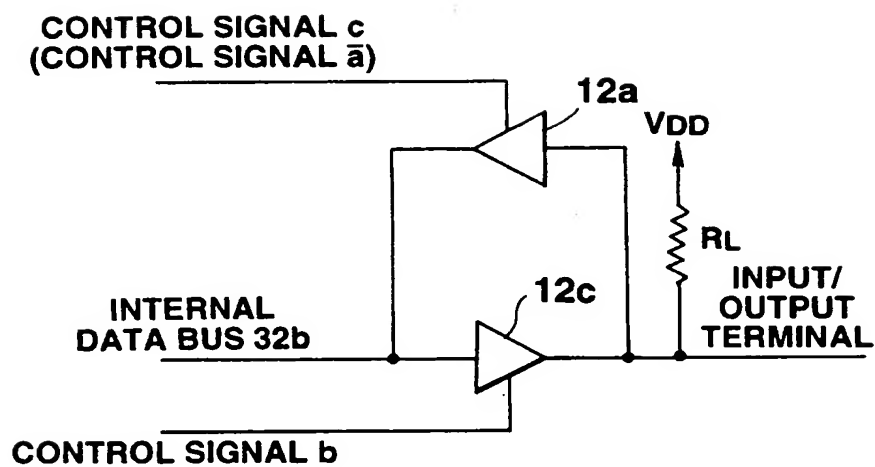 CONTROL SIGNAL c
(CONTROL SIGNAL a̅)
12a
VDD
RL
12c
INPUT/
OUTPUT
TERMINAL
INTERNAL
DATA BUS 32b
CONTROL SIGNAL b